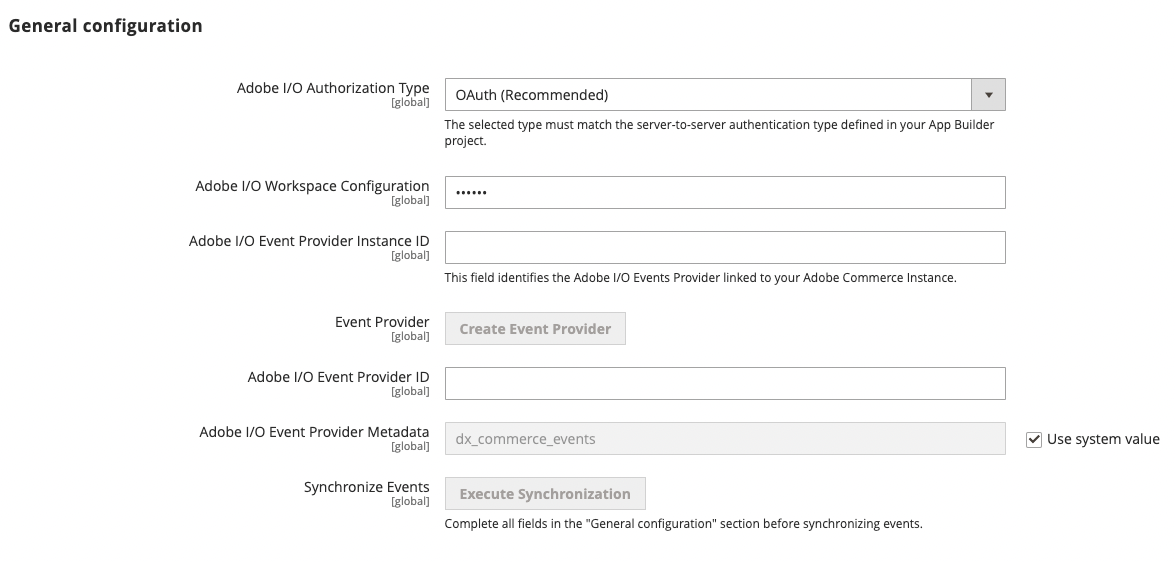 General configuration
Adobe I/O Authorization Type
[global]
OAuth (Recommended)
The selected type must match the server-to-server authentication type defined in your App Builder
project.
Adobe I/O Workspace Configuration
[global]
••••••
Adobe I/O Event Provider Instance ID
[global]
This field identifies the Adobe I/O Events Provider linked to your Adobe Commerce Instance.
Event Provider
[global]
Create Event Provider
Adobe I/O Event Provider ID
[global]
Adobe I/O Event Provider Metadata
[global]
dx_commerce_events
Use system value
Synchronize Events
[global]
Execute Synchronization
Complete all fields in the "General configuration" section before synchronizing events.